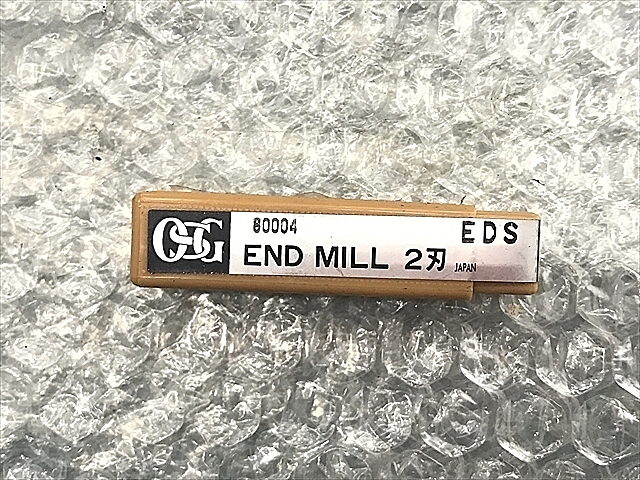 OSG
80004
EDS
END MILL 2刃
JAPAN